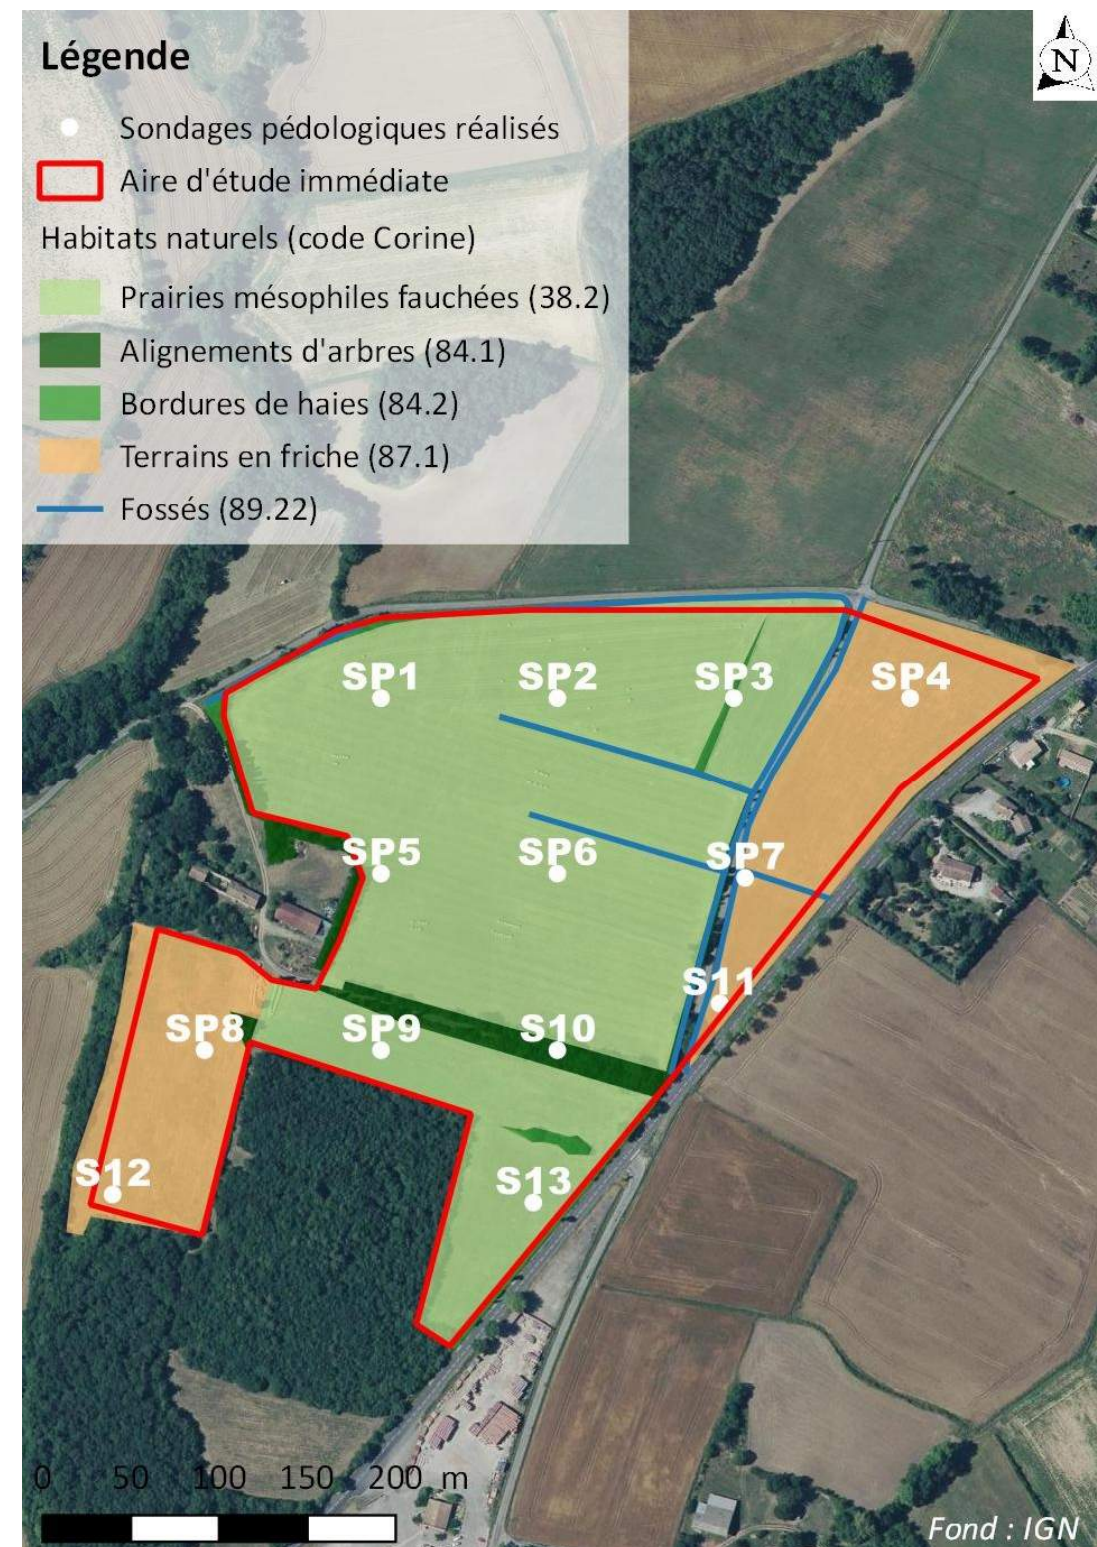 Légende
Sondages pédologiques réalisés
Aire d'étude immédiate
Habitats naturels (code Corine)
Prairies mésophiles fauchées (38.2)
Alignements d'arbres (84.1)
Bordures de haies (84.2)
Terrains en friche (87.1)
Fossés (89.22)
N
SP1 SP2 SP3 SP4
SP5 SP6 SP7
S11
SP8 SP9 S10
S12 S13
0 50 100 150 200 m
Fond : IGN